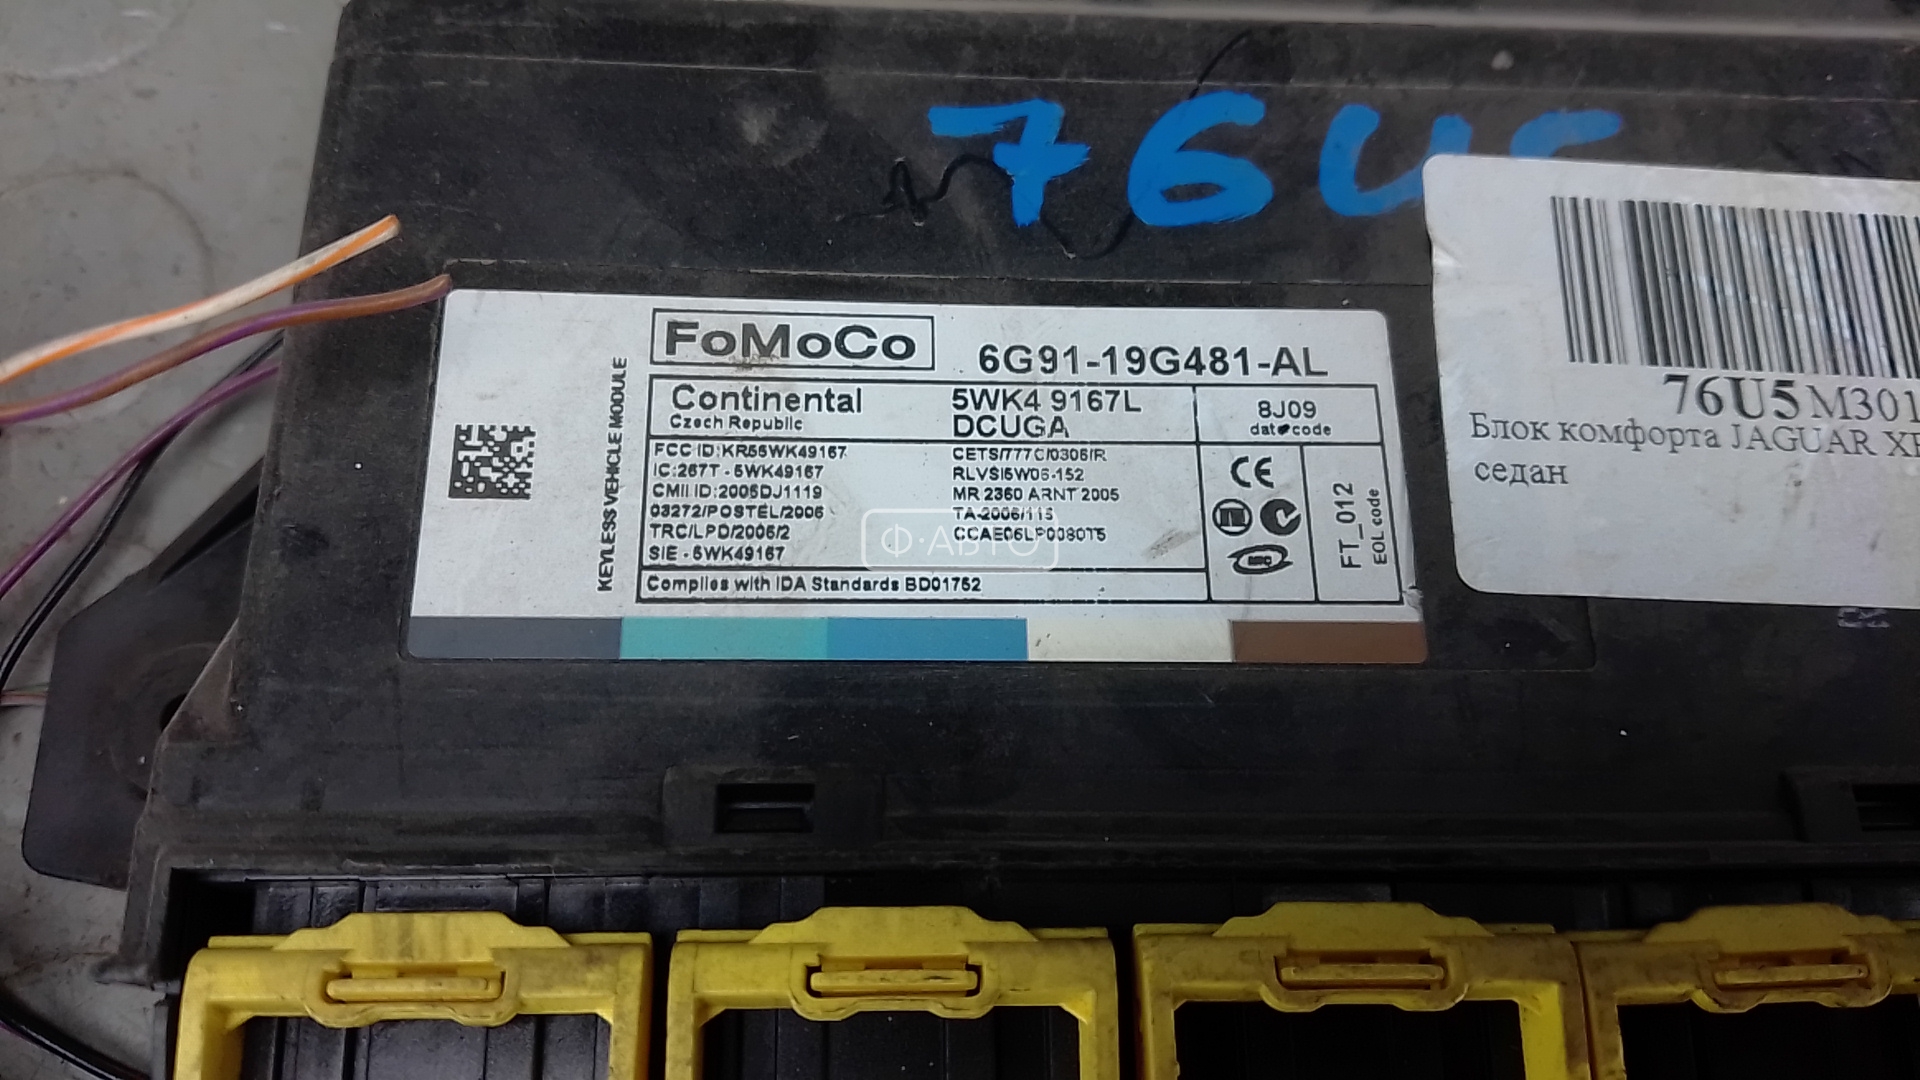 76U5
76U5M301
Блок комфорта JAGUAR XF
седан
KEYLESS VEHICLE MODULE
FoMoCo
6G91-19G481-AL
Continental
Czech Republic
5WK4 9167L
DCUGA
8J09
date code
FCC ID:KR55WK49167
IC:267T - 5WK49167
CMII ID:2005DJ1119
03272/POSTEL/2006
TRC/LPD/2006/2
SIE - 5WK49167
CETS/777C/0306/R
RLVSI5W06-152
MR 2360 ARNT 2005
TA-2006/115
CCAE06LP0080T5
Complies with IDA Standards BD01752
CE
FT_012
EOL code
Ф·АВТО